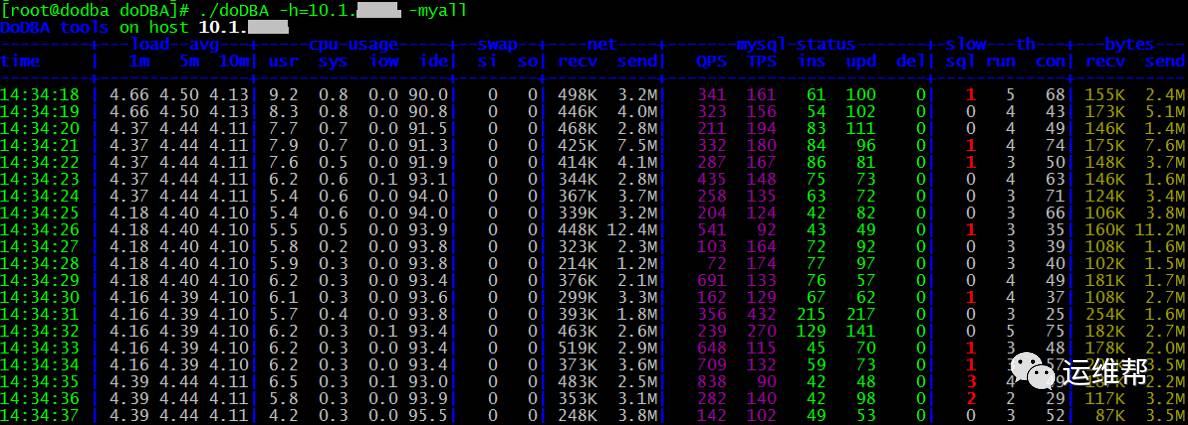 [root@dodba doDBA]# ./doDBA -h=10.1. -myall
DoDBA tools on host 10.1.
load avg cpu-usage swap net mysql-status slow th bytes
time | 1m 5m 10m| usr sys iow ide| si so| recv send| QPS TPS ins upd del| sql run con| recv send
14:34:18 | 4.66 4.50 4.13| 9.2 0.8 0.0 90.0| 0 0| 498K 3.2M| 341 161 61 100 0| 1 5 68| 155K 2.4M
14:34:19 | 4.66 4.50 4.13| 8.3 0.8 0.0 90.8| 0 0| 446K 4.0M| 323 156 54 102 0| 0 4 43| 173K 5.1M
14:34:20 | 4.37 4.44 4.11| 7.7 0.7 0.0 91.5| 0 0| 468K 2.8M| 211 194 83 111 0| 0 4 49| 146K 1.4M
14:34:21 | 4.37 4.44 4.11| 7.9 0.7 0.0 91.3| 0 0| 425K 7.5M| 332 180 84 96 0| 1 4 74| 175K 7.6M
14:34:22 | 4.37 4.44 4.11| 7.6 0.5 0.0 91.9| 0 0| 414K 4.1M| 287 167 86 81 0| 1 3 50| 148K 3.7M
14:34:23 | 4.37 4.44 4.11| 6.2 0.6 0.1 93.1| 0 0| 344K 2.8M| 435 148 75 73 0| 0 4 63| 146K 1.6M
14:34:24 | 4.37 4.44 4.11| 5.4 0.6 0.0 94.0| 0 0| 367K 3.7M| 258 135 63 72 0| 0 3 71| 124K 3.4M
14:34:25 | 4.18 4.40 4.10| 5.4 0.6 0.0 94.0| 0 0| 339K 3.2M| 204 124 42 82 0| 0 3 66| 106K 3.8M
14:34:26 | 4.18 4.40 4.10| 5.5 0.5 0.0 93.9| 0 0| 448K 12.4M| 541 92 43 49 0| 1 3 35| 160K 11.2M
14:34:27 | 4.18 4.40 4.10| 5.8 0.2 0.0 93.8| 0 0| 323K 2.3M| 103 164 72 92 0| 0 3 39| 108K 1.6M
14:34:28 | 4.18 4.40 4.10| 5.9 0.3 0.0 93.8| 0 0| 214K 1.2M| 72 174 77 97 0| 0 3 40| 102K 1.5M
14:34:29 | 4.18 4.40 4.10| 6.2 0.3 0.0 93.4| 0 0| 376K 2.1M| 691 133 76 57 0| 0 4 49| 181K 1.7M
14:34:30 | 4.16 4.39 4.10| 6.1 0.3 0.0 93.6| 0 0| 299K 3.3M| 162 129 67 62 0| 1 4 37| 108K 2.7M
14:34:31 | 4.16 4.39 4.10| 5.7 0.4 0.0 93.8| 0 0| 393K 1.8M| 356 432 215 217 0| 0 3 25| 254K 1.6M
14:34:32 | 4.16 4.39 4.10| 6.2 0.3 0.1 93.4| 0 0| 463K 2.6M| 239 270 129 141 0| 0 5 75| 182K 2.7M
14:34:33 | 4.16 4.39 4.10| 6.2 0.3 0.0 93.4| 0 0| 519K 2.9M| 648 115 45 70 0| 1 3 48| 178K 2.0M
14:34:34 | 4.16 4.39 4.10| 6.2 0.3 0.0 93.4| 0 0| 373K 3.6M| 709 132 59 73 0| 1 3.5M
14:34:35 | 4.39 4.44 4.11| 6.5 0.3 0.1 93.0| 0 0| 483K 2.5M| 838 90 42 48 0| 3 4 2.2M
14:34:36 | 4.39 4.44 4.11| 5.8 0.3 0.0 93.9| 0 0| 353K 3.1M| 282 140 42 98 0| 2 2 29| 117K 3.2M
14:34:37 | 4.39 4.44 4.11| 4.2 0.3 0.0 95.5| 0 0| 248K 3.8M| 142 102 49 53 0| 0 3 52| 87K 3.5M
运维帮